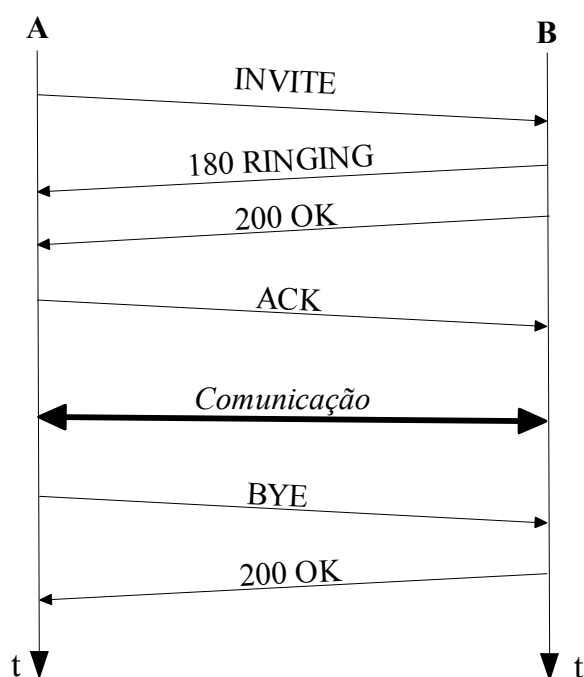 A B
INVITE
180 RINGING
200 OK
ACK
Comunicação
BYE
200 OK
t t